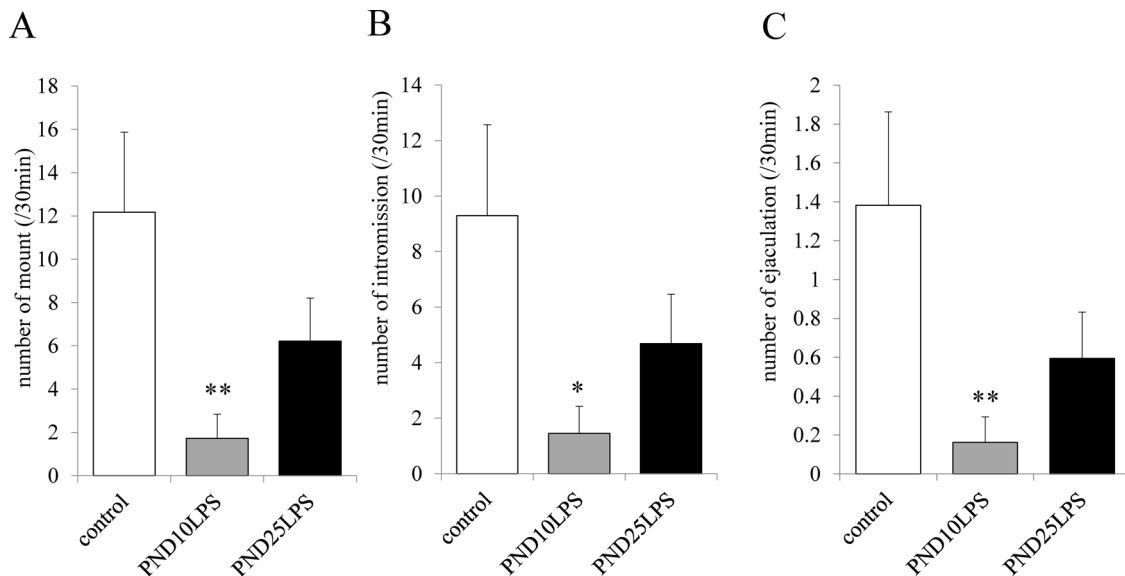 A
number of mount (/30min)
18
16
14
12
10
8
6
4
2
0
**
control
PND10LPS
PND25LPS
B
number of intromission (/30min)
14
12
10
8
6
4
2
0
*
control
PND10LPS
PND25LPS
C
number of ejaculation (/30min)
2
1.8
1.6
1.4
1.2
1
0.8
0.6
0.4
0.2
0
**
control
PND10LPS
PND25LPS